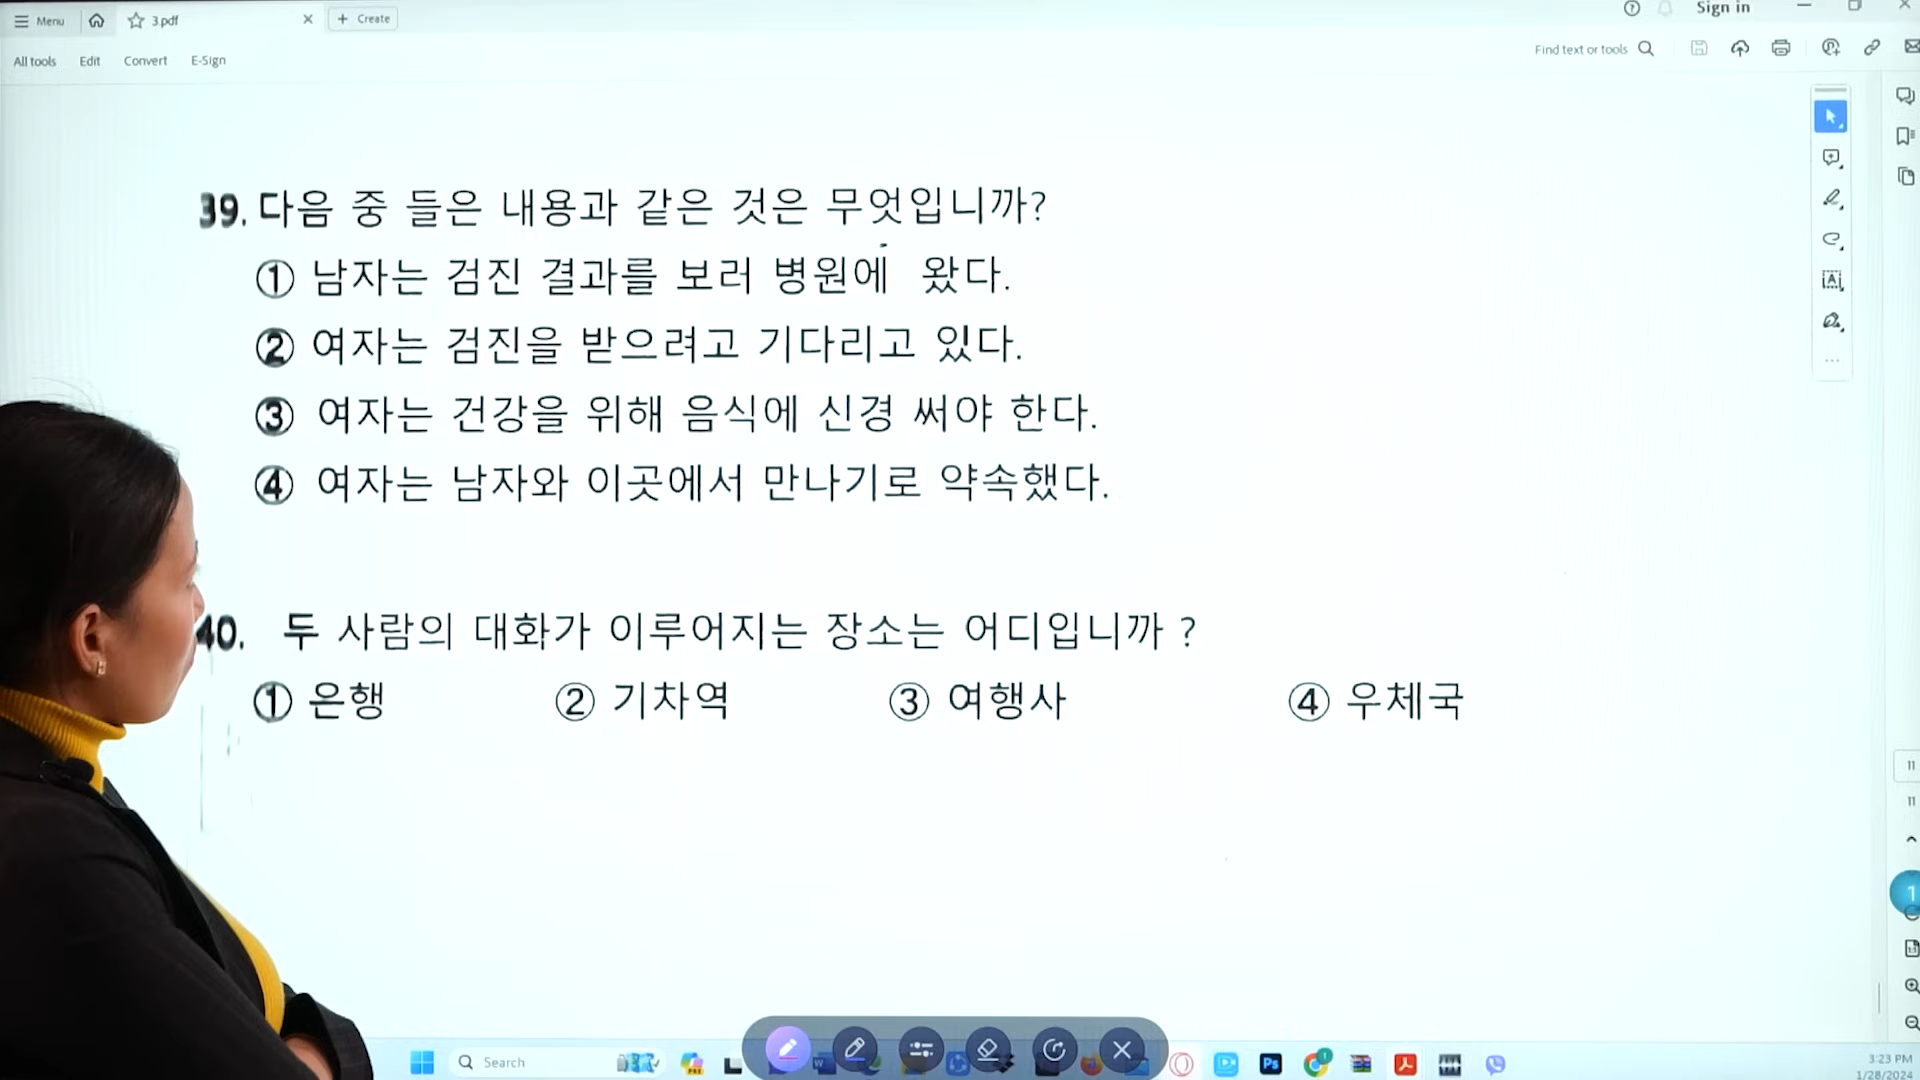 Menu
3.pdf
Create
Sign in
All tools
Edit
Convert
E-Sign
Find text or tools
39. 다음 중 들은 내용과 같은 것은 무엇입니까?
① 남자는 검진 결과를 보러 병원에 왔다.
② 여자는 검진을 받으려고 기다리고 있다.
③ 여자는 건강을 위해 음식에 신경 써야 한다.
④ 여자는 남자와 이곳에서 만나기로 약속했다.
40. 두 사람의 대화가 이루어지는 장소는 어디입니까 ?
① 은행 ② 기차역 ③ 여행사 ④ 우체국
11
11
1
Search
3:23 PM
1/28/2024